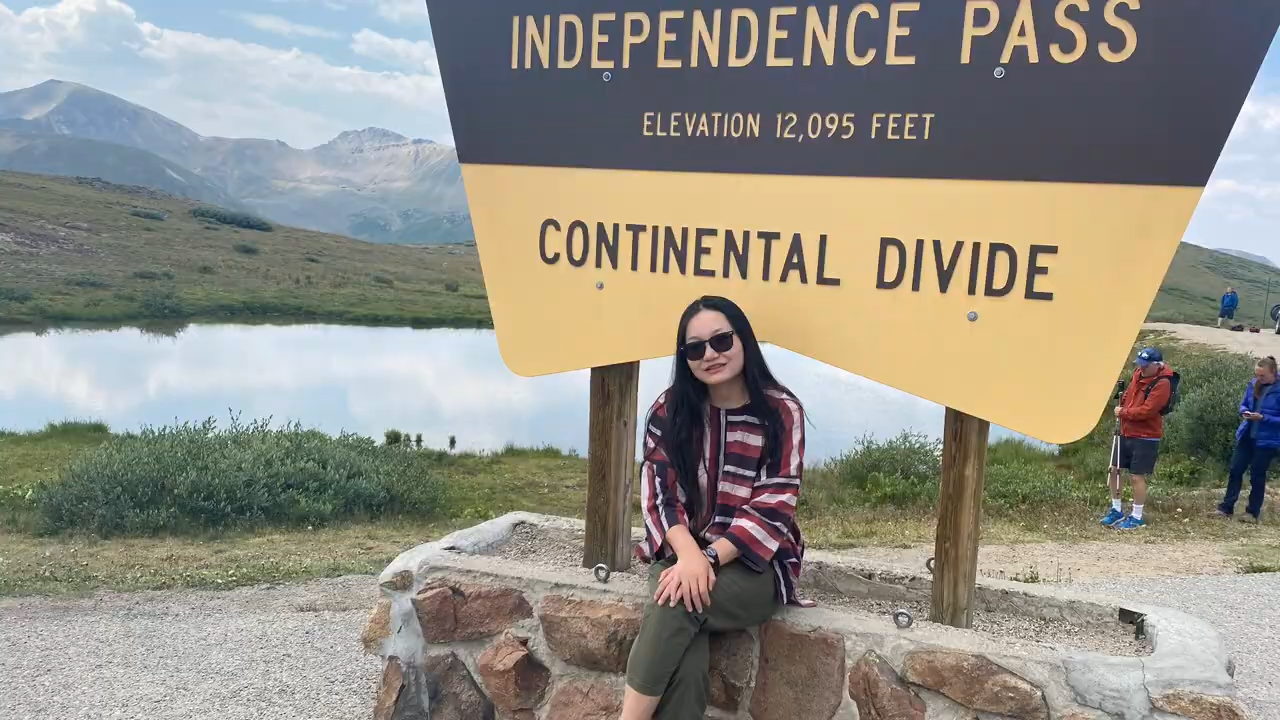 INDEPENDENCE PASS
ELEVATION 12,095 FEET
CONTINENTAL DIVIDE